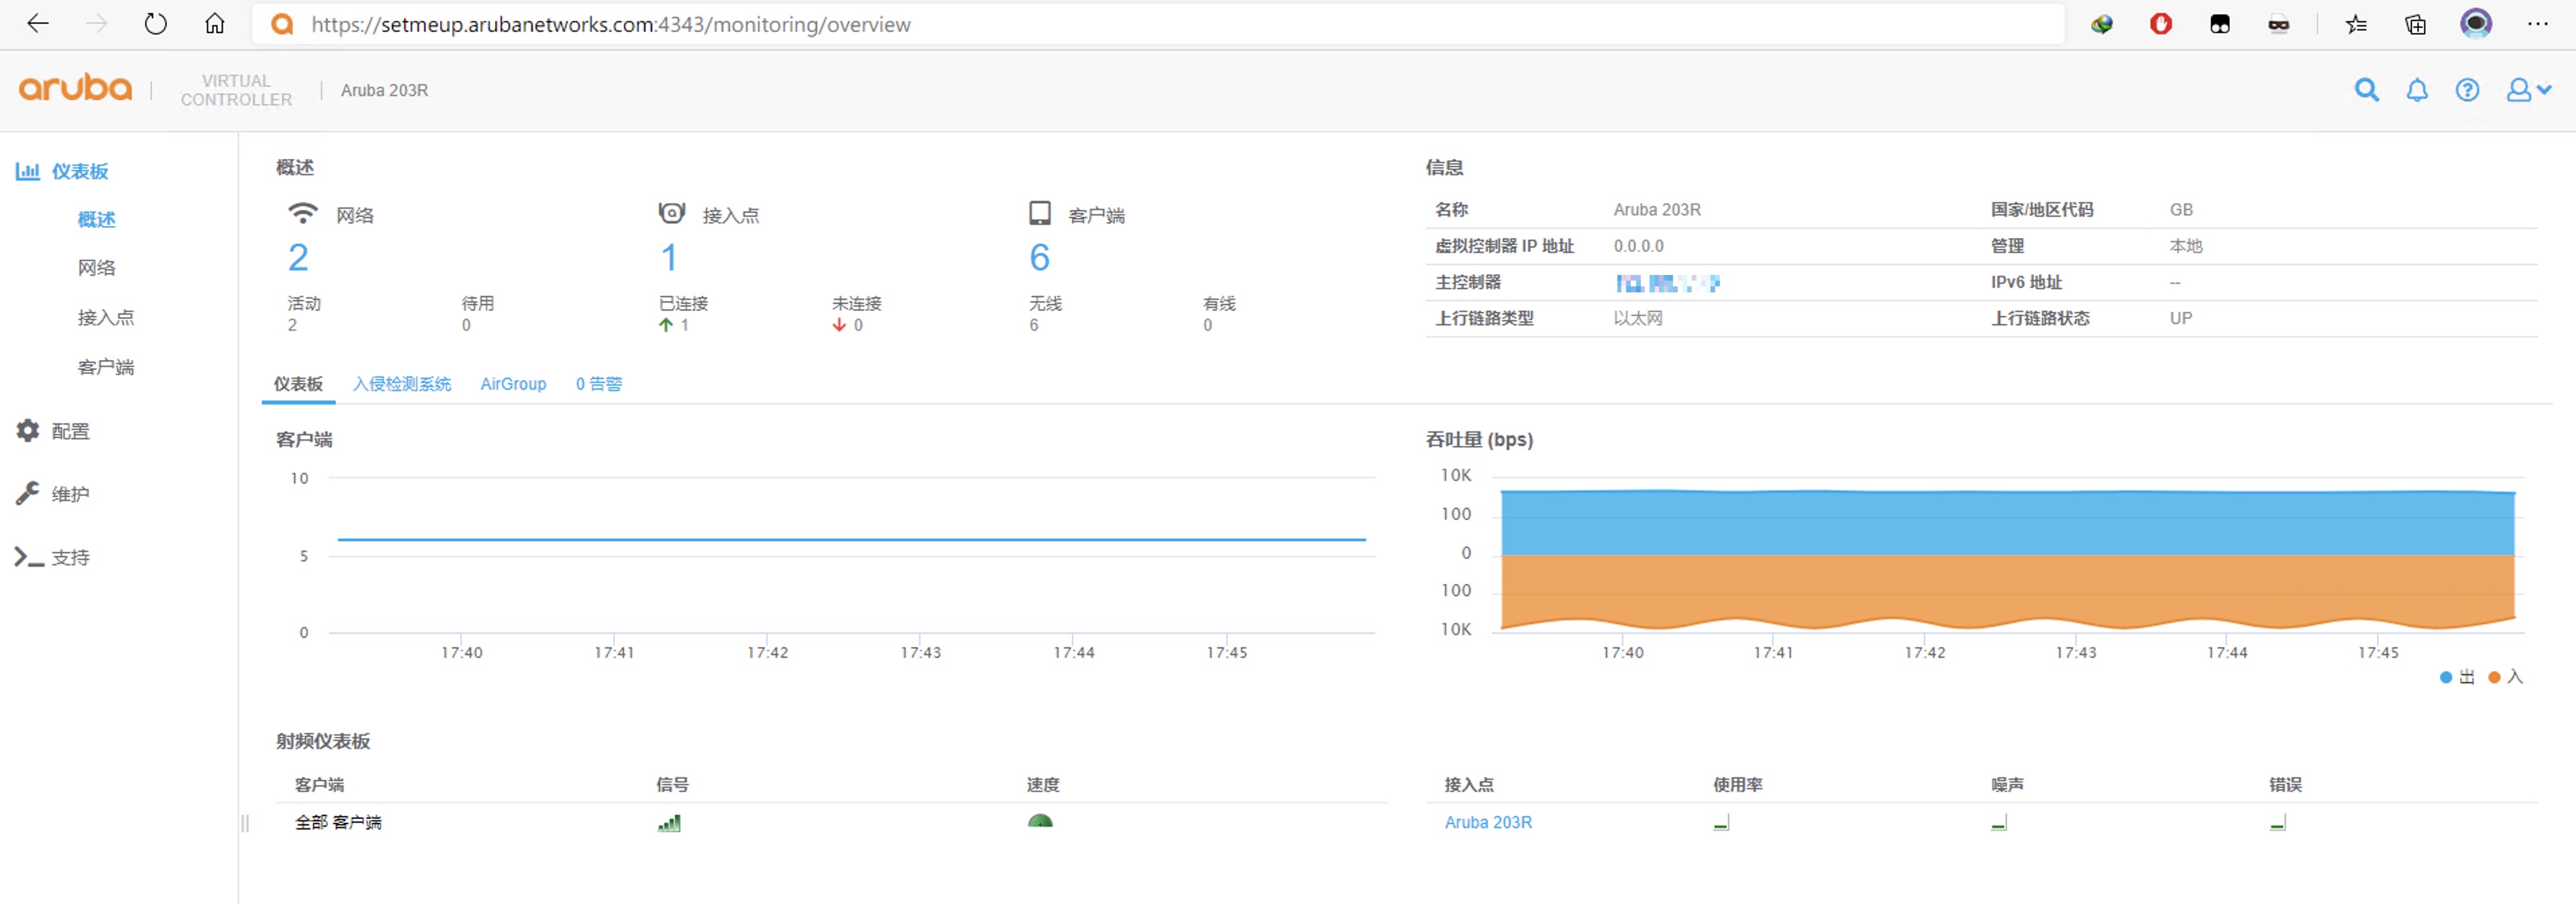 https://setmeup.arubanetworks.com:4343/monitoring/overview
aruba
VIRTUAL CONTROLLER
Aruba 203R
仪表板
概述
网络
接入点
客户端
配置
维护
支持
概述
网络 接入点 客户端
2 1 6
活动 待用 已连接 未连接 无线 有线
2 0 1 0 6 0
信息
名称 Aruba 203R 国家/地区代码 GB
虚拟控制器 IP 地址 0.0.0.0 管理 本地
主控制器 IPv6 地址 --
上行链路类型 以太网 上行链路状态 UP
仪表板 入侵检测系统 AirGroup 0 告警
客户端
10
5
0
17:40 17:41 17:42 17:43 17:44 17:45
吞吐量 (bps)
10K
100
0
100
10K
17:40 17:41 17:42 17:43 17:44 17:45
出 入
射频仪表板
客户端 信号 速度
全部 客户端
接入点 使用率 噪声 错误
Aruba 203R